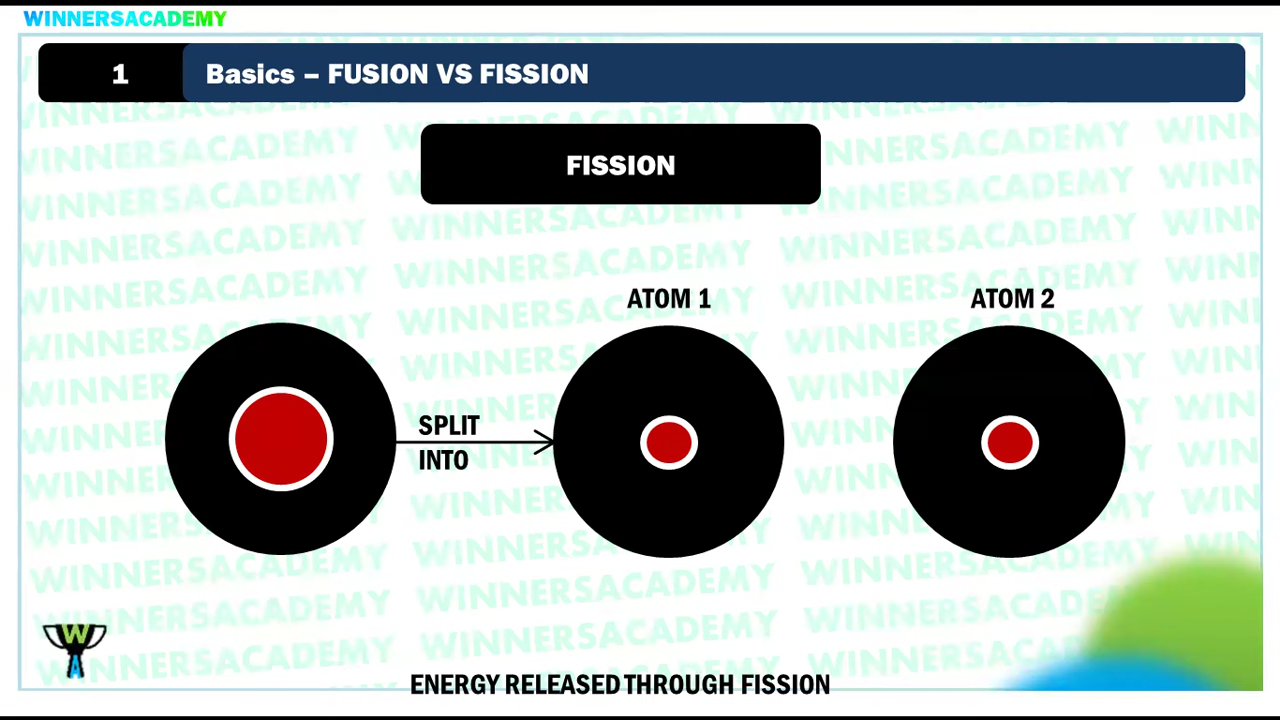 WINNERSACADEMY
1
Basics – FUSION VS FISSION
FISSION
ATOM 1
ATOM 2
SPLIT
INTO
W
A
ENERGY RELEASED THROUGH FISSION